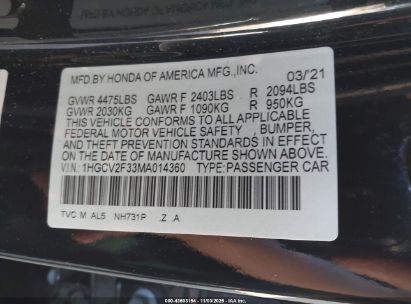 MFD BY HONDA OF AMERICA MFG.,INC. 03/'21
GVWR 4475LBS GAWR F 2403LBS R 2094LBS
GVWR 2030KG GAWR F 1090KG R 950KG
THIS VEHICLE CONFORMS TO ALL APPLICABLE
FEDERAL MOTOR VEHICLE SAFETY , BUMPER,
AND THEFT PREVENTION STANDARDS IN EFFECT
ON THE DATE OF MANUFACTURE SHOWN ABOVE.
V.I.N: 1HGCV2F33MA014360 TYPE:PASSENGER CAR
TVC M AL5 NH731P .Z .A